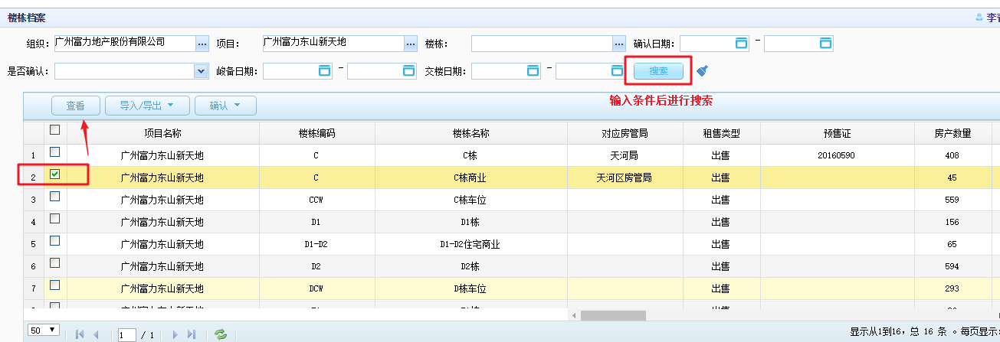 楼栋档案 李
组织: 广州富力地产股份有限公司 … 项目: 广州富力东山新天地 … 楼栋: … 确认日期: -
是否确认: 峻备日期: - 交楼日期: - 搜索
输入条件后进行搜索
查看 导入/导出 确认
项目名称 楼栋编码 楼栋名称 对应房管局 租售类型 预售证 房产数量
1 广州富力东山新天地 C C栋 天河局 出售 20160590 408
2 广州富力东山新天地 C C栋商业 天河区房管局 出售 45
3 广州富力东山新天地 CCW C栋车位 出售 559
4 广州富力东山新天地 D1 D1栋 出售 156
5 广州富力东山新天地 D1-D2 D1-D2住宅商业 出售 65
6 广州富力东山新天地 D2 D2栋 出售 594
7 广州富力东山新天地 DCW D栋车位 出售 293
50 1 / 1 显示从1到16，总 16 条 。每页显示: